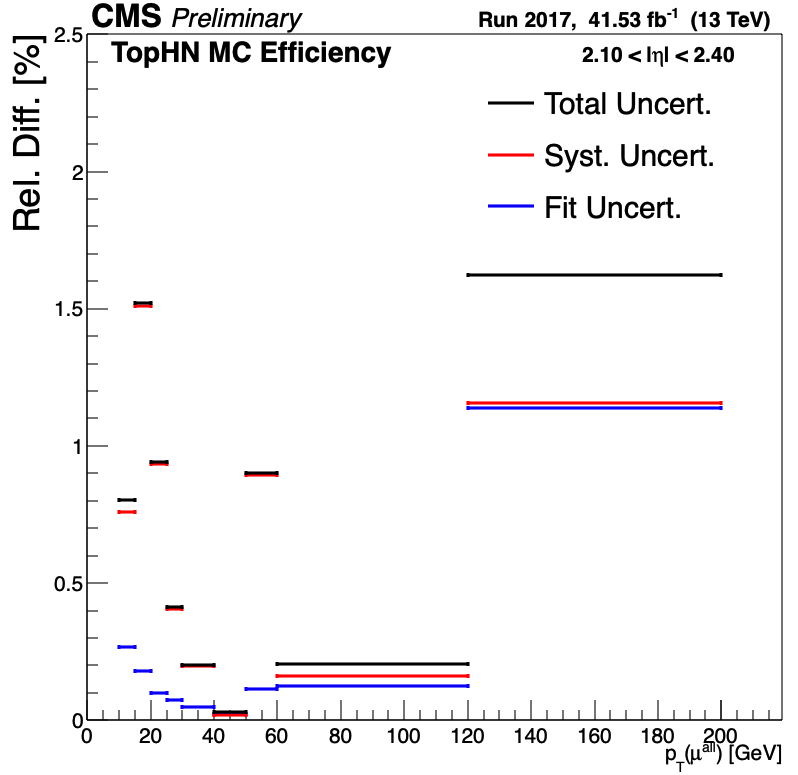 CMS Preliminary Run 2017, 41.53 fb⁻¹ (13 TeV)
TopHN MC Efficiency 2.10 < |η| < 2.40
Total Uncert.
Syst. Uncert.
Fit Uncert.
Rel. Diff. [%]
2.5
2
1.5
1
0.5
0
0 20 40 60 80 100 120 140 160 180 200
p_T(μ^all) [GeV]